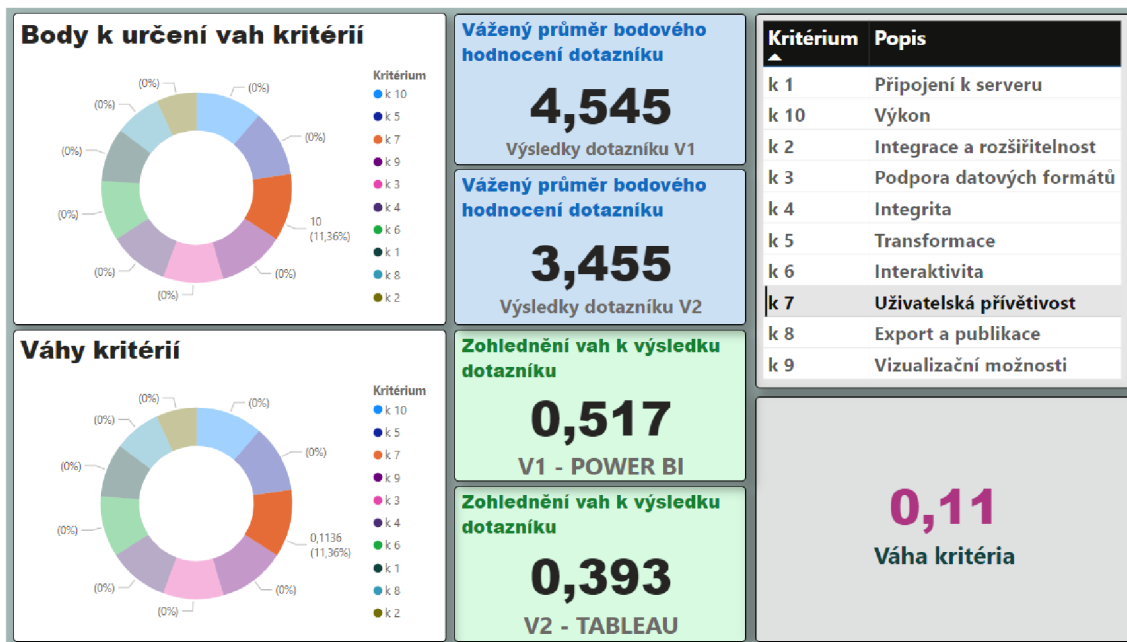 Body k určení vah kritérií
(0%)
(0%)
(0%)
(0%)
(0%)
(0%)
(0%)
(0%)
(0%)
10
(11,36%)
Kritérium
k 10
k 5
k 7
k 9
k 3
k 4
k 6
k 1
k 8
k 2
Váhy kritérií
(0%)
(0%)
(0%)
(0%)
(0%)
(0%)
(0%)
(0%)
(0%)
0,1136
(11,36%)
Kritérium
k 10
k 5
k 7
k 9
k 3
k 4
k 6
k 1
k 8
k 2
Vážený průměr bodového
hodnocení dotazníku
4,545
Výsledky dotazníku V1
Vážený průměr bodového
hodnocení dotazníku
3,455
Výsledky dotazníku V2
Zohlednění vah k výsledku
dotazníku
0,517
V1 - POWER BI
Zohlednění vah k výsledku
dotazníku
0,393
V2 - TABLEAU
Kritérium Popis
k 1 Připojení k serveru
k 10 Výkon
k 2 Integrace a rozšiřitelnost
k 3 Podpora datových formátů
k 4 Integrita
k 5 Transformace
k 6 Interaktivita
k 7 Uživatelská přívětivost
k 8 Export a publikace
k 9 Vizualizační možnosti
0,11
Váha kritéria